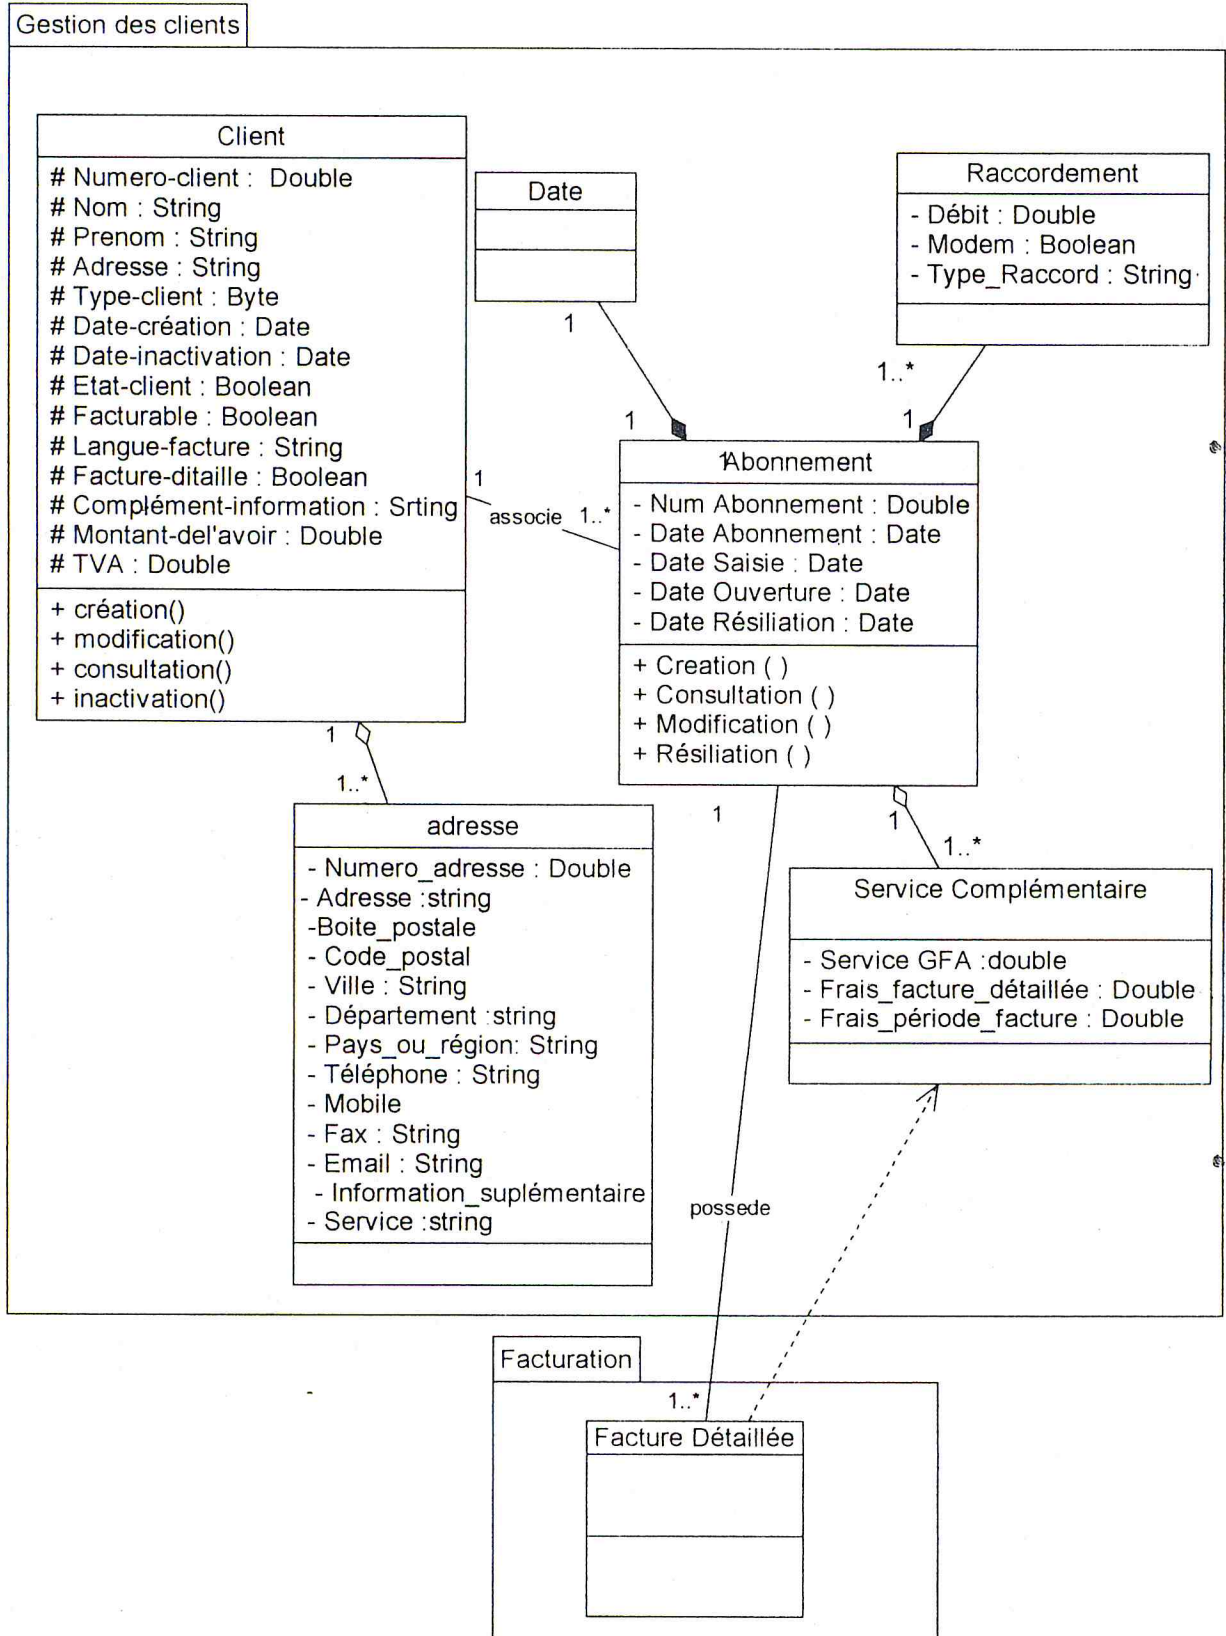 Gestion des clients
Client
# Numero-client : Double
# Nom : String
# Prenom : String
# Adresse : String
# Type-client : Byte
# Date-création : Date
# Date-inactivation : Date
# Etat-client : Boolean
# Facturable : Boolean
# Langue-facture : String
# Facture-ditaille : Boolean
# Complément-information : Srting
# Montant-del'avoir : Double
# TVA : Double
+ création()
+ modification()
+ consultation()
+ inactivation()
Date
Raccordement
- Débit : Double
- Modem : Boolean
- Type_Raccord : String
1
1
1..*
1
1
associe
1..*
1
Abonnement
- Num Abonnement : Double
- Date Abonnement : Date
- Date Saisie : Date
- Date Ouverture : Date
- Date Résiliation : Date
+ Creation ( )
+ Consultation ( )
+ Modification ( )
+ Résiliation ( )
1
1..*
adresse
- Numero_adresse : Double
- Adresse :string
-Boite_postale
- Code_postal
- Ville : String
- Département :string
- Pays_ou_région: String
- Téléphone : String
- Mobile
- Fax : String
- Email : String
- Information_suplémentaire
- Service :string
1
1
1..*
Service Complémentaire
- Service GFA :double
- Frais_facture_détaillée : Double
- Frais_période_facture : Double
possede
Facturation
1..*
Facture Détaillée